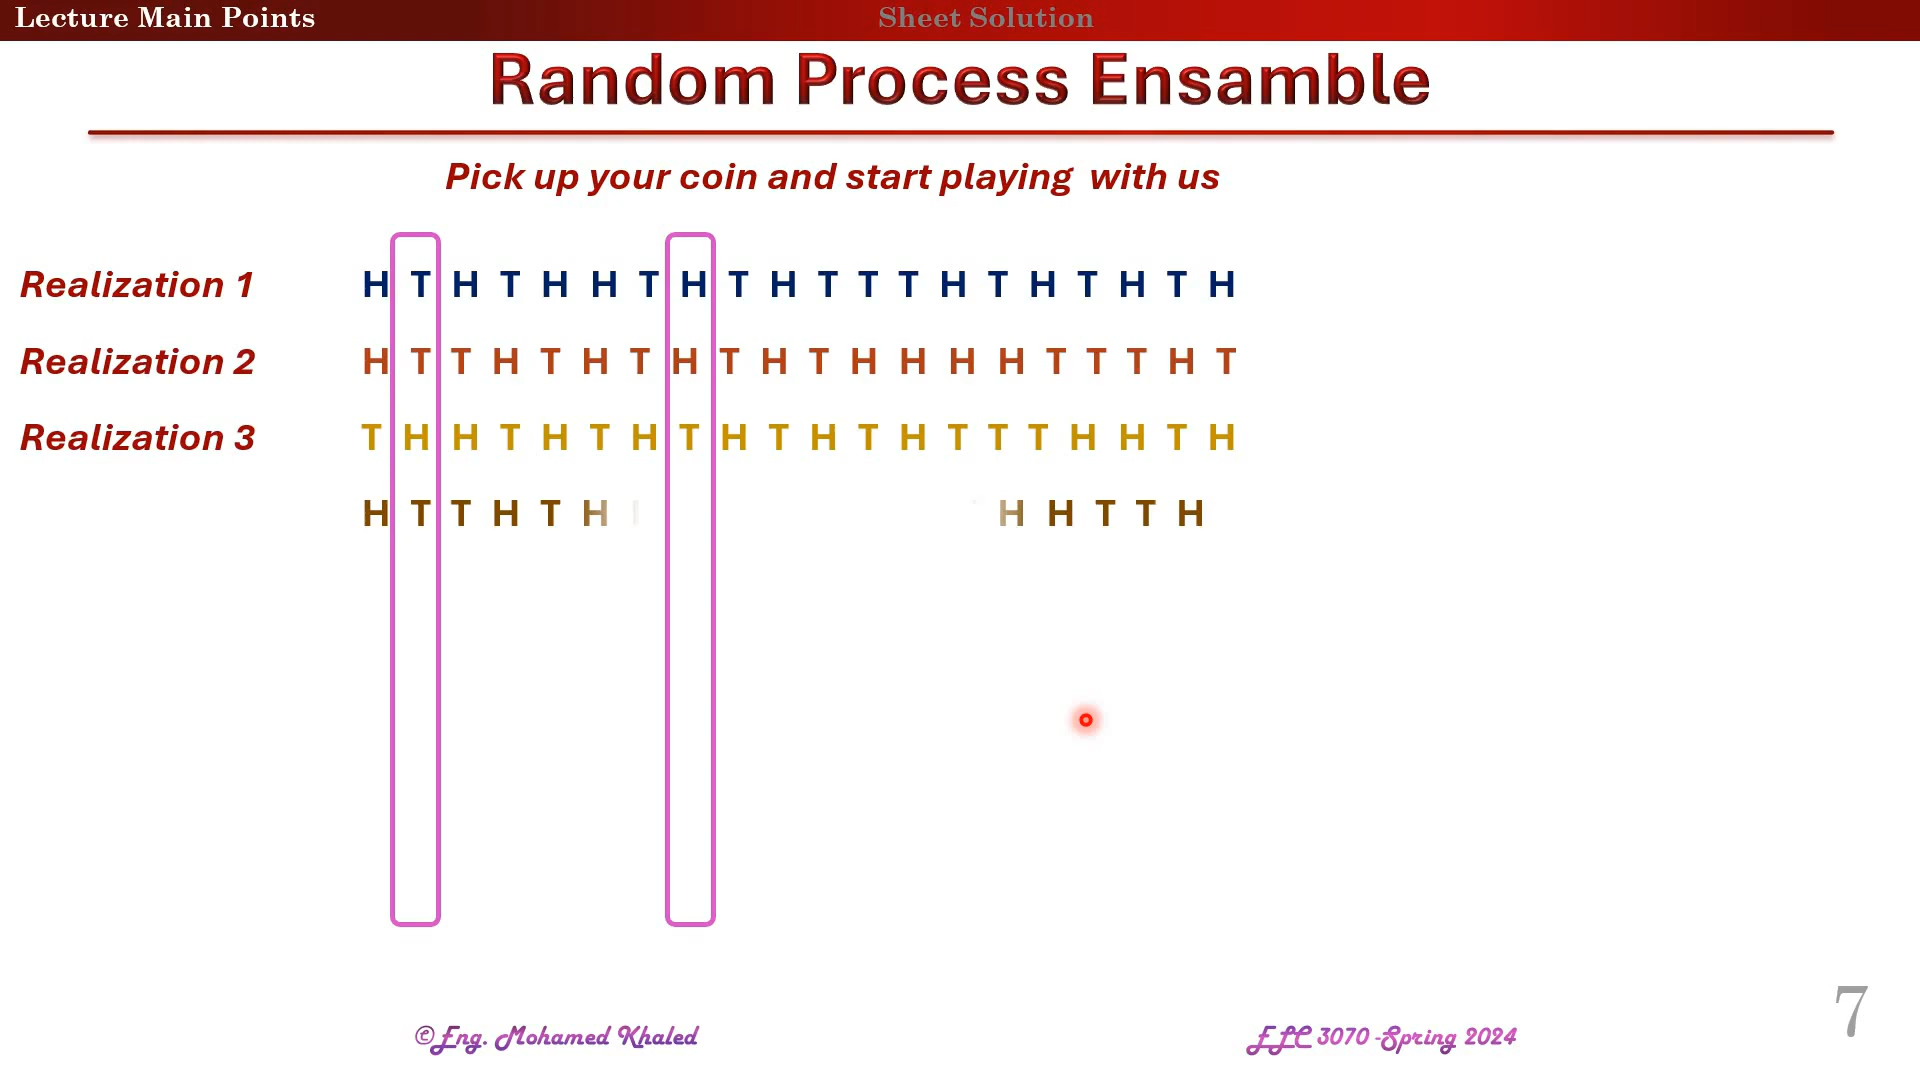 Lecture Main Points Sheet Solution
Random Process Ensamble
Pick up your coin and start playing with us
Realization 1 H T H T H H T H T H T T T H T H T H T H
Realization 2 H T T H T H T H T H T H H H H T T T H T
Realization 3 T H H T H T H T H T H T H T T T H H T H
H T T H T H H H T T H
©Eng. Mohamed Khaled ELC 3070 -Spring 2024 7